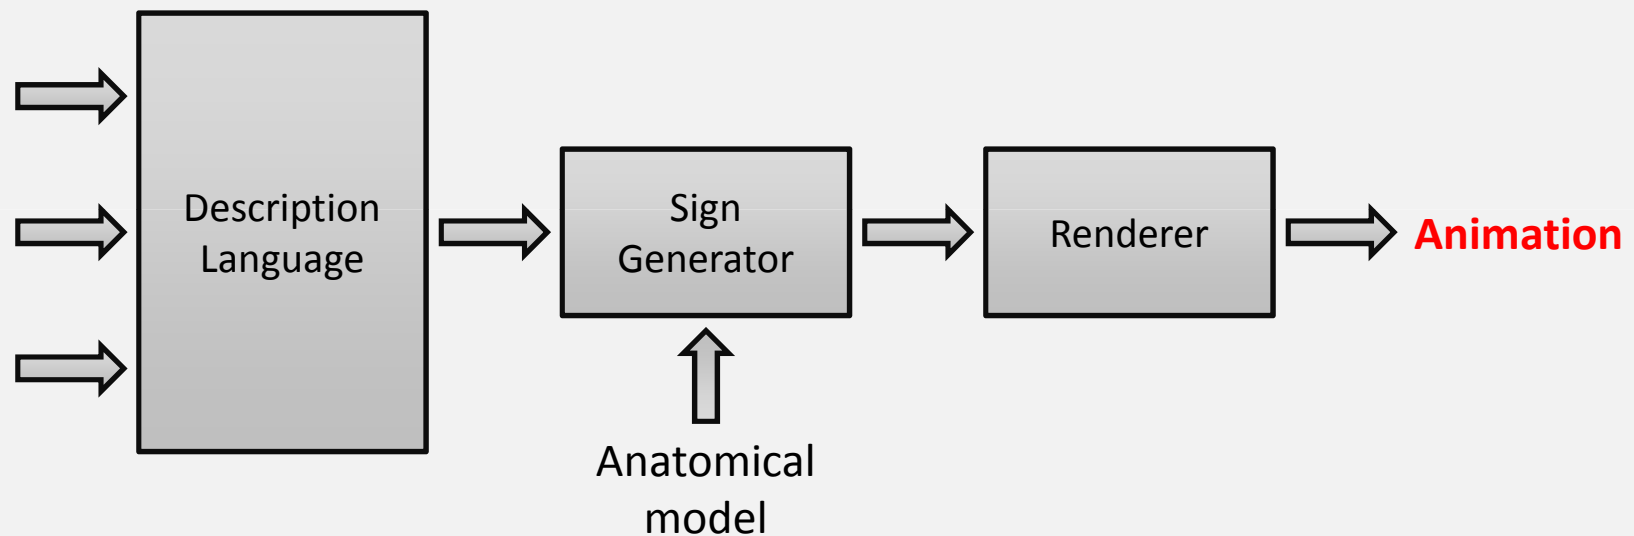 Description
Language
Sign
Generator
Renderer
Animation
Anatomical
model